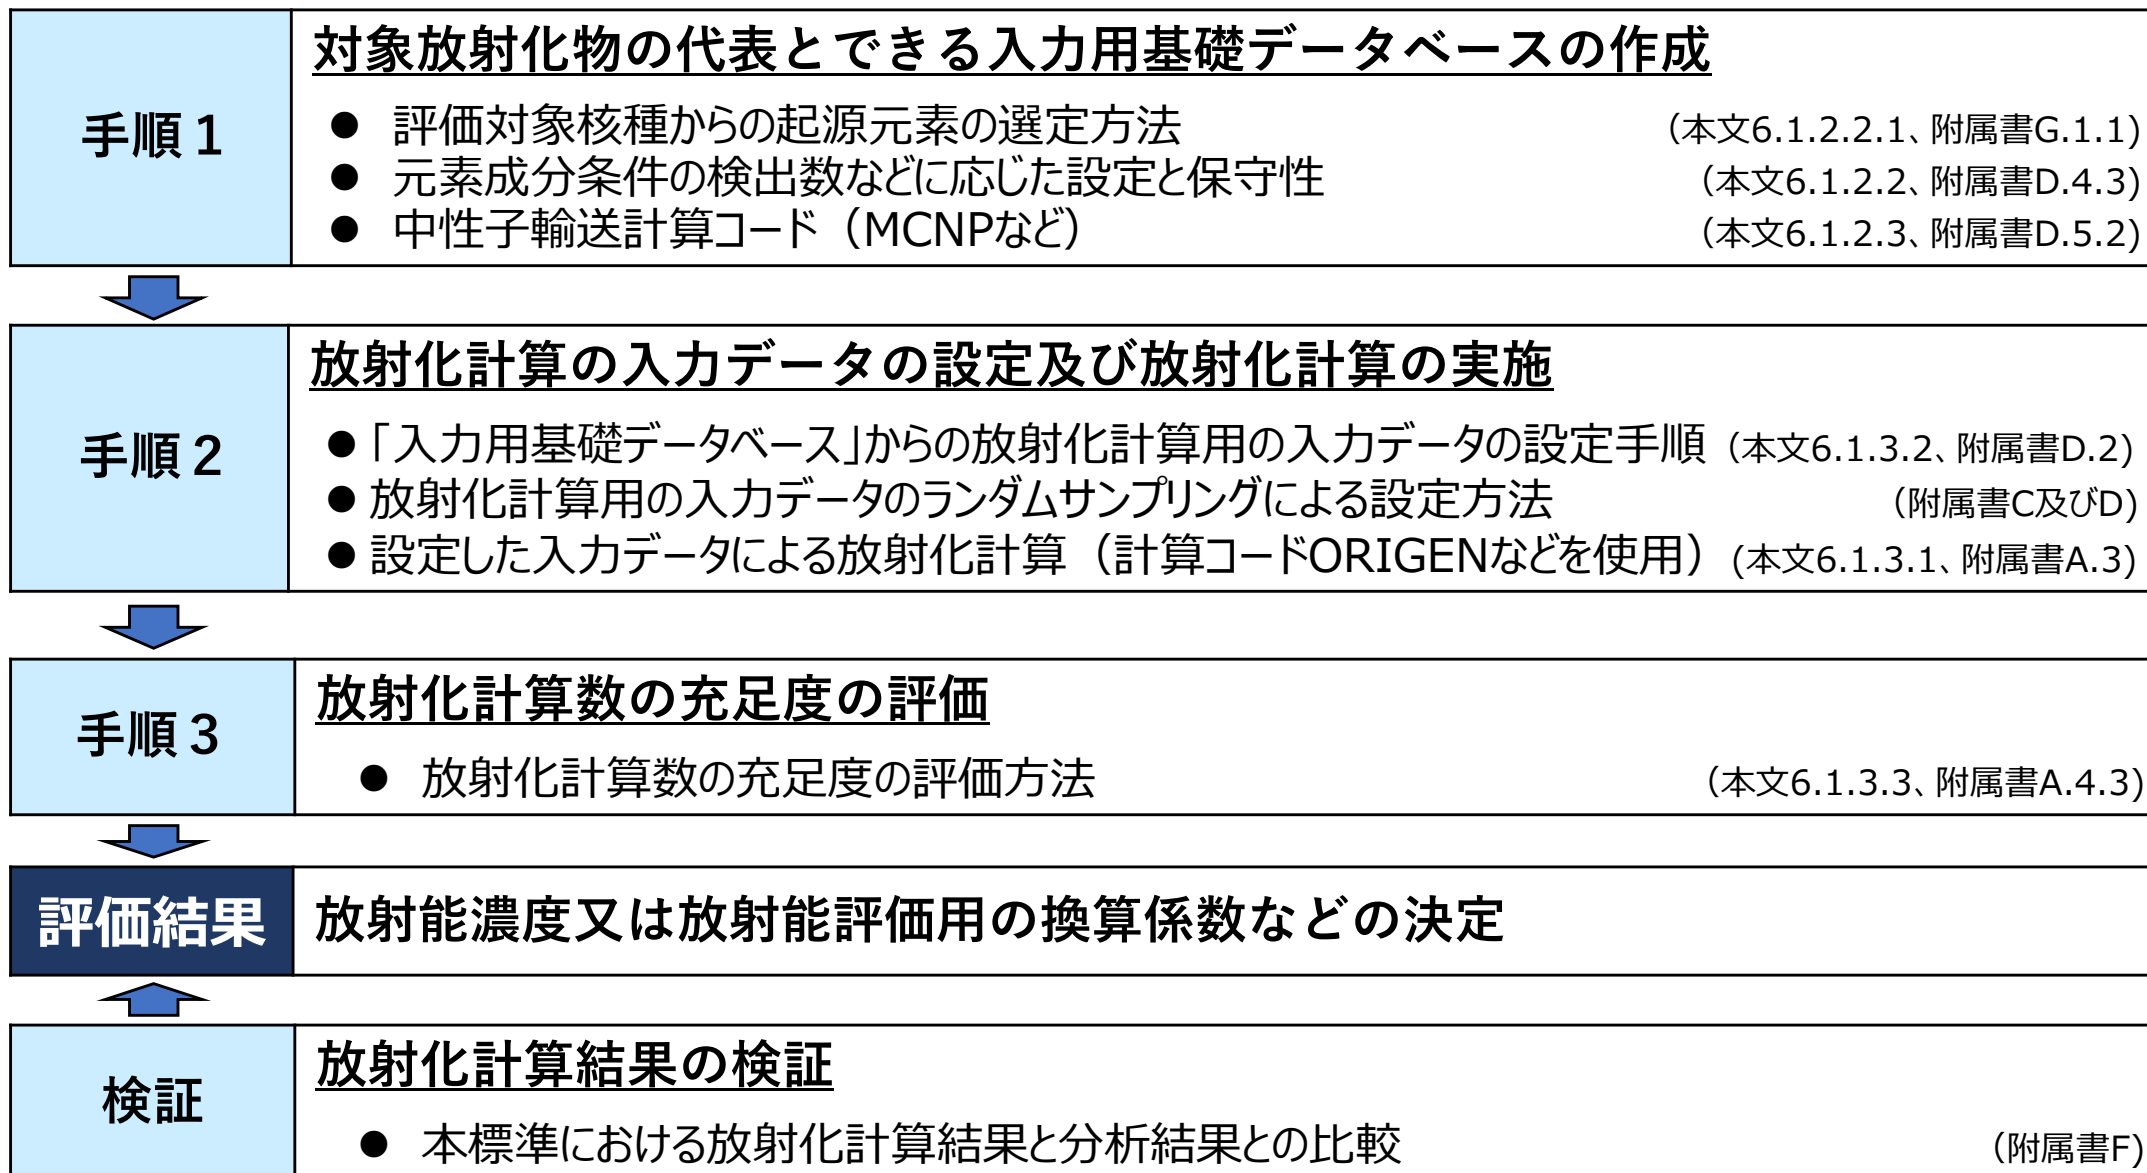 対象放射化物の代表とできる入力用基礎データベースの作成
手順1
● 評価対象核種からの起源元素の選定方法 （本文6.1.2.2.1、附属書G.1.1)
● 元素成分条件の検出数などに応じた設定と保守性 （本文6.1.2.2、附属書D.4.3)
● 中性子輸送計算コード（MCNPなど） （本文6.1.2.3、附属書D.5.2)
放射化計算の入力データの設定及び放射化計算の実施
手順2
●「入力用基礎データベース」からの放射化計算用の入力データの設定手順 （本文6.1.3.2、附属書D.2)
● 放射化計算用の入力データのランダムサンプリングによる設定方法 （附属書C及びD)
● 設定した入力データによる放射化計算（計算コードORIGENなどを使用） (本文6.1.3.1、附属書A.3)
放射化計算数の充足度の評価
手順3
● 放射化計算数の充足度の評価方法 （本文6.1.3.3、附属書A.4.3)
評価結果 放射能濃度又は放射能評価用の換算係数などの決定
放射化計算結果の検証
検証
● 本標準における放射化計算結果と分析結果との比較 （附属書F)